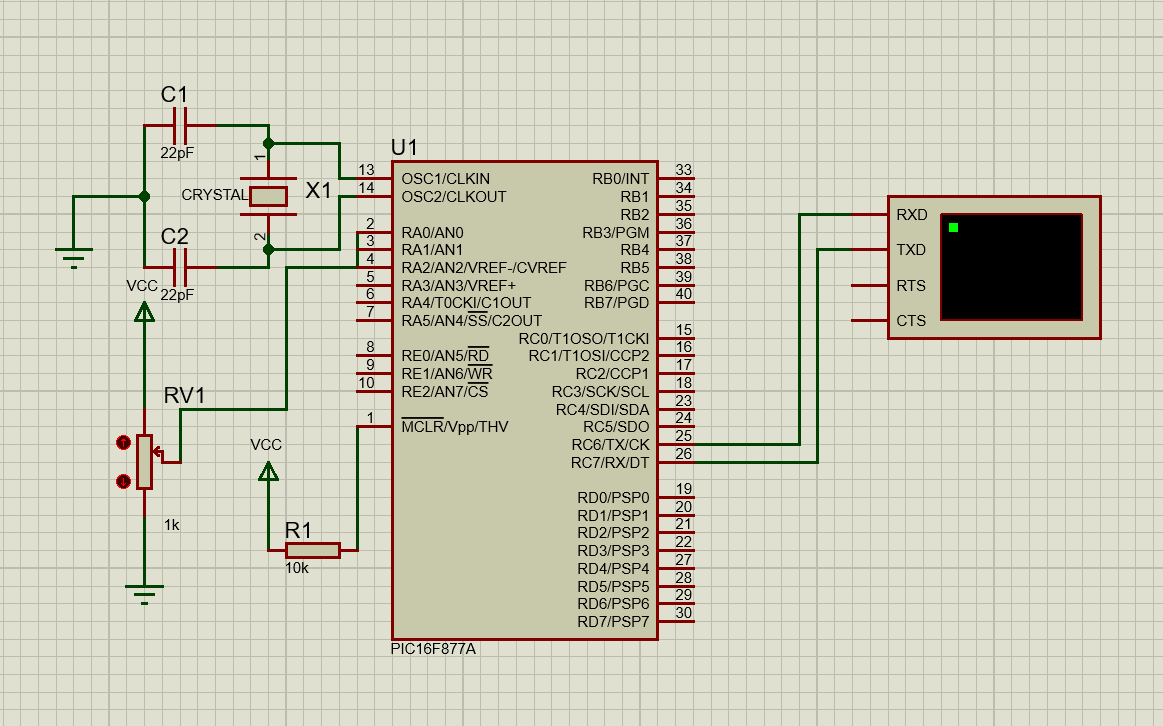 C1
22pF
1
CRYSTAL
X1
2
C2
22pF
VCC
RV1
1k
VCC
R1
10k
U1
13 OSC1/CLKIN
14 OSC2/CLKOUT
2 RA0/AN0
3 RA1/AN1
4 RA2/AN2/VREF-/CVREF
5 RA3/AN3/VREF+
6 RA4/T0CKI/C1OUT
7 RA5/AN4/SS/C2OUT
8 RE0/AN5/RD
9 RE1/AN6/WR
10 RE2/AN7/CS
1 MCLR/Vpp/THV
RB0/INT 33
RB1 34
RB2 35
RB3/PGM 36
RB4 37
RB5 38
RB6/PGC 39
RB7/PGD 40
RC0/T1OSO/T1CKI 15
RC1/T1OSI/CCP2 16
RC2/CCP1 17
RC3/SCK/SCL 18
RC4/SDI/SDA 23
RC5/SDO 24
RC6/TX/CK 25
RC7/RX/DT 26
RD0/PSP0 19
RD1/PSP1 20
RD2/PSP2 21
RD3/PSP3 22
RD4/PSP4 27
RD5/PSP5 28
RD6/PSP6 29
RD7/PSP7 30
PIC16F877A
RXD
TXD
RTS
CTS